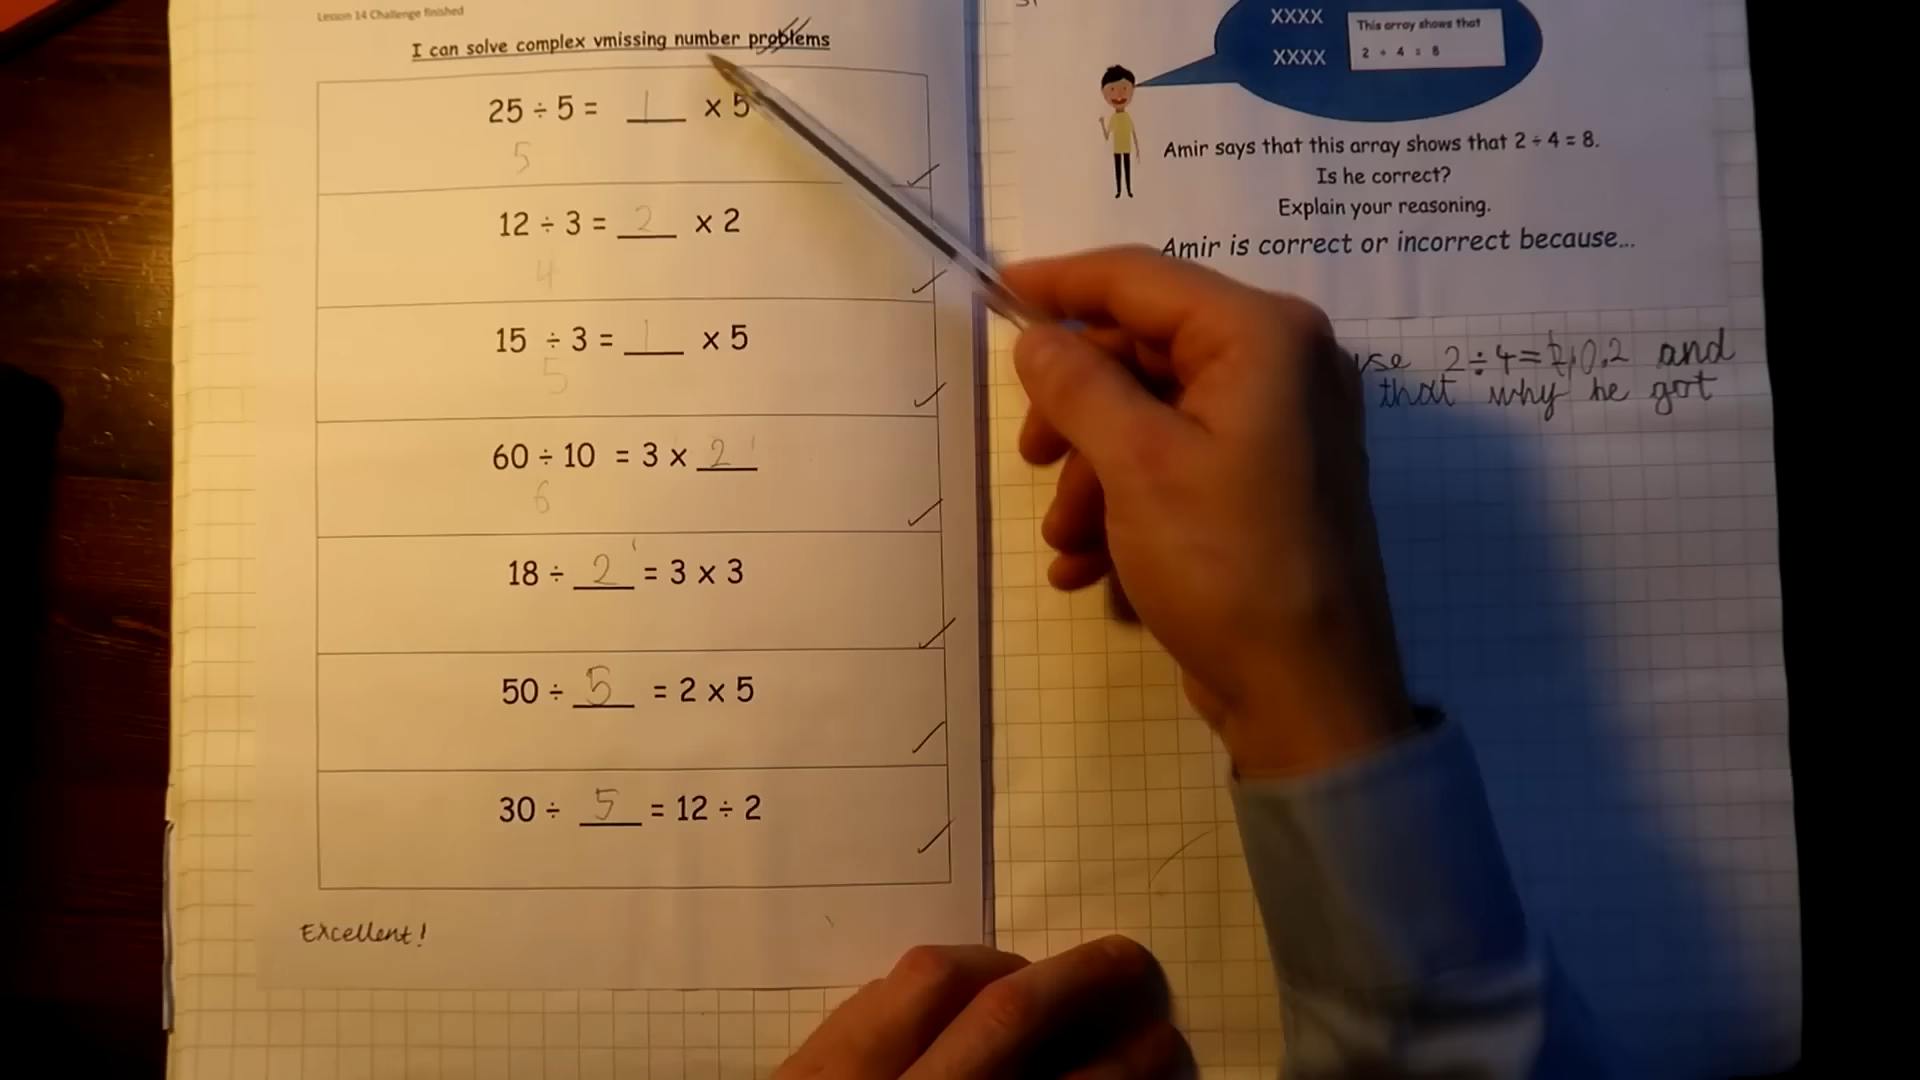 Lesson 14 Challenge finished
I can solve complex vmissing number problems
25 ÷ 5 = 1 x 5
5
12 ÷ 3 = 2 x 2
4
15 ÷ 3 = 1 x 5
5
60 ÷ 10 = 3 x 2
6
18 ÷ 2 = 3 x 3
50 ÷ 5 = 2 x 5
30 ÷ 5 = 12 ÷ 2
Excellent!
XXXX
XXXX
This array shows that
2 ÷ 4 = 8
Amir says that this array shows that 2 ÷ 4 = 8.
Is he correct?
Explain your reasoning.
Amir is correct or incorrect because...
use 2÷4= 0.2 and
that why he got